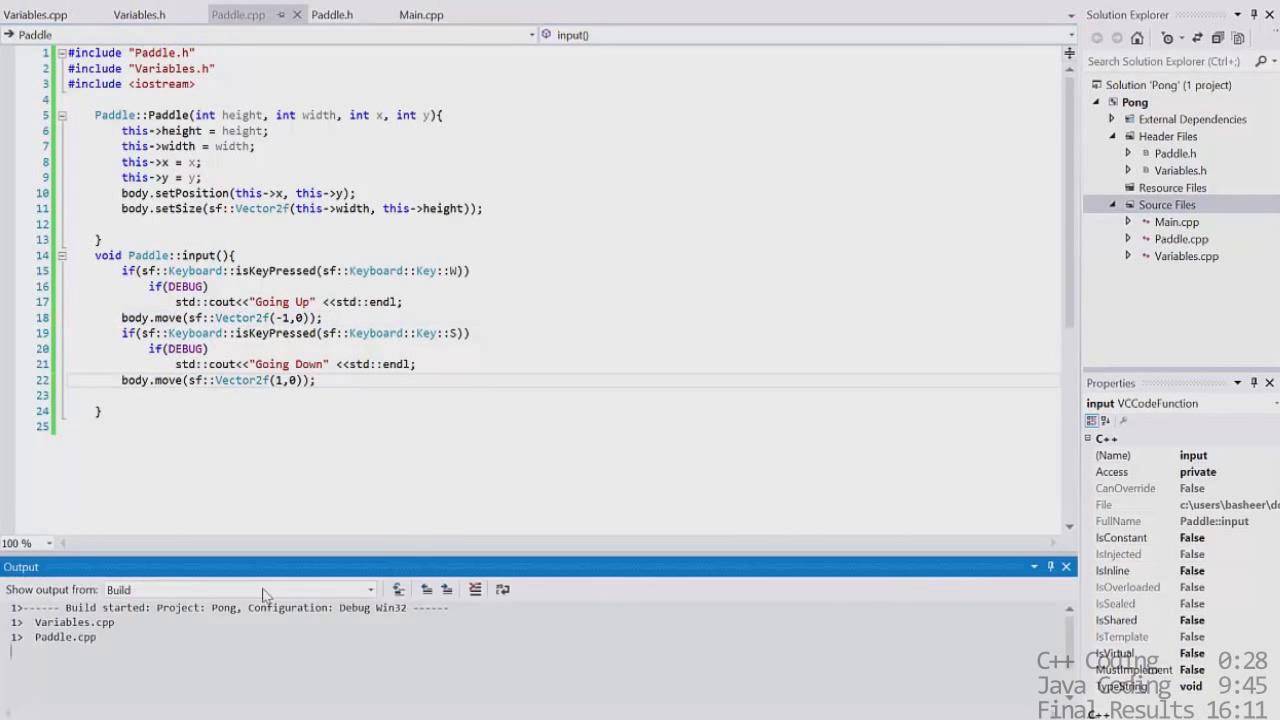 Variables.cpp Variables.h Paddle.cpp Paddle.h Main.cpp
Paddle input()
1 #include "Paddle.h"
2 #include "Variables.h"
3 #include <iostream>
4
5 Paddle::Paddle(int height, int width, int x, int y){
6 this->height = height;
7 this->width = width;
8 this->x = x;
9 this->y = y;
10 body.setPosition(this->x, this->y);
11 body.setSize(sf::Vector2f(this->width, this->height));
12
13 }
14 void Paddle::input(){
15 if(sf::Keyboard::isKeyPressed(sf::Keyboard::Key::W))
16 if(DEBUG)
17 std::cout<<"Going Up" <<std::endl;
18 body.move(sf::Vector2f(-1,0));
19 if(sf::Keyboard::isKeyPressed(sf::Keyboard::Key::S))
20 if(DEBUG)
21 std::cout<<"Going Down" <<std::endl;
22 body.move(sf::Vector2f(1,0));
23
24 }
25
100 %
Output
Show output from: Build
1>------ Build started: Project: Pong, Configuration: Debug Win32 ------
1> Variables.cpp
1> Paddle.cpp
Solution Explorer
Search Solution Explorer (Ctrl+;)
Solution 'Pong' (1 project)
Pong
External Dependencies
Header Files
Paddle.h
Variables.h
Resource Files
Source Files
Main.cpp
Paddle.cpp
Variables.cpp
Properties
input VCCodeFunction
C++
(Name) input
Access private
CanOverride False
File c:\users\basheer\do
FullName Paddle::input
IsConstant False
IsInjected False
IsInline False
IsOverloaded False
IsSealed False
IsShared False
IsTemplate False
IsVirtual False
MustImplement False
TypeString void
C++
C++ Coding 0:28
Java Coding 9:45
Final Results 16:11